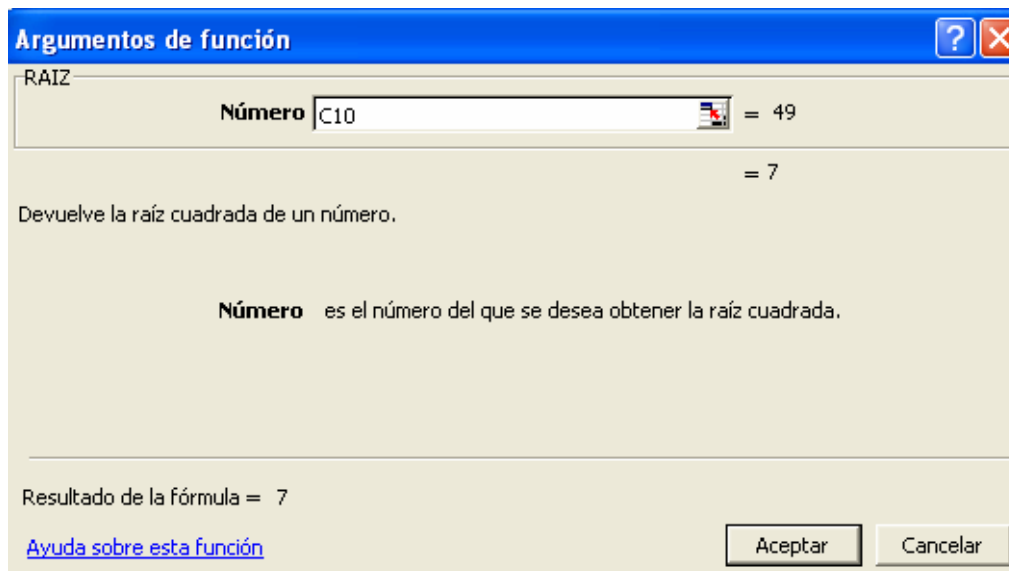 Argumentos de función
RAIZ
Número C10 = 49
= 7
Devuelve la raíz cuadrada de un número.
Número es el número del que se desea obtener la raíz cuadrada.
Resultado de la fórmula = 7
Ayuda sobre esta función Aceptar Cancelar